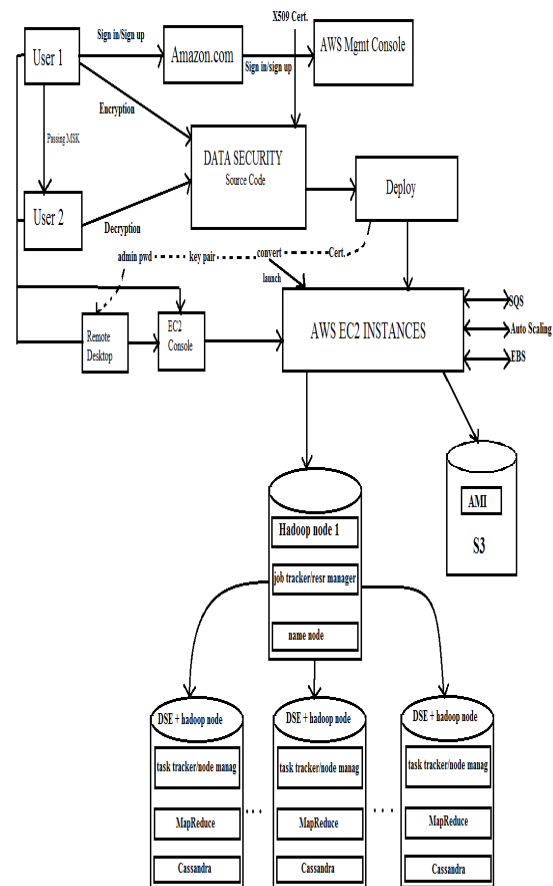 X509 Cert.
Sign in/Sign up
User 1
Amazon.com
AWS Mgmt Console
Sign in/sign up
Encryption
Passing MSK
DATA SECURITY
Source Code
Deploy
User 2
Decryption
admin pwd
key pair
convert
Cert.
launch
SQS
AWS EC2 INSTANCES
Auto Scaling
EBS
Remote
Desktop
EC2
Console
AMI
S3
Hadoop node 1
job tracker/resr manager
name node
DSE + hadoop node
DSE + hadoop node
DSE + hadoop node
task tracker/node manag
task tracker/node manag
task tracker/node manag
...
...
MapReduce
MapReduce
MapReduce
Cassandra
Cassandra
Cassandra